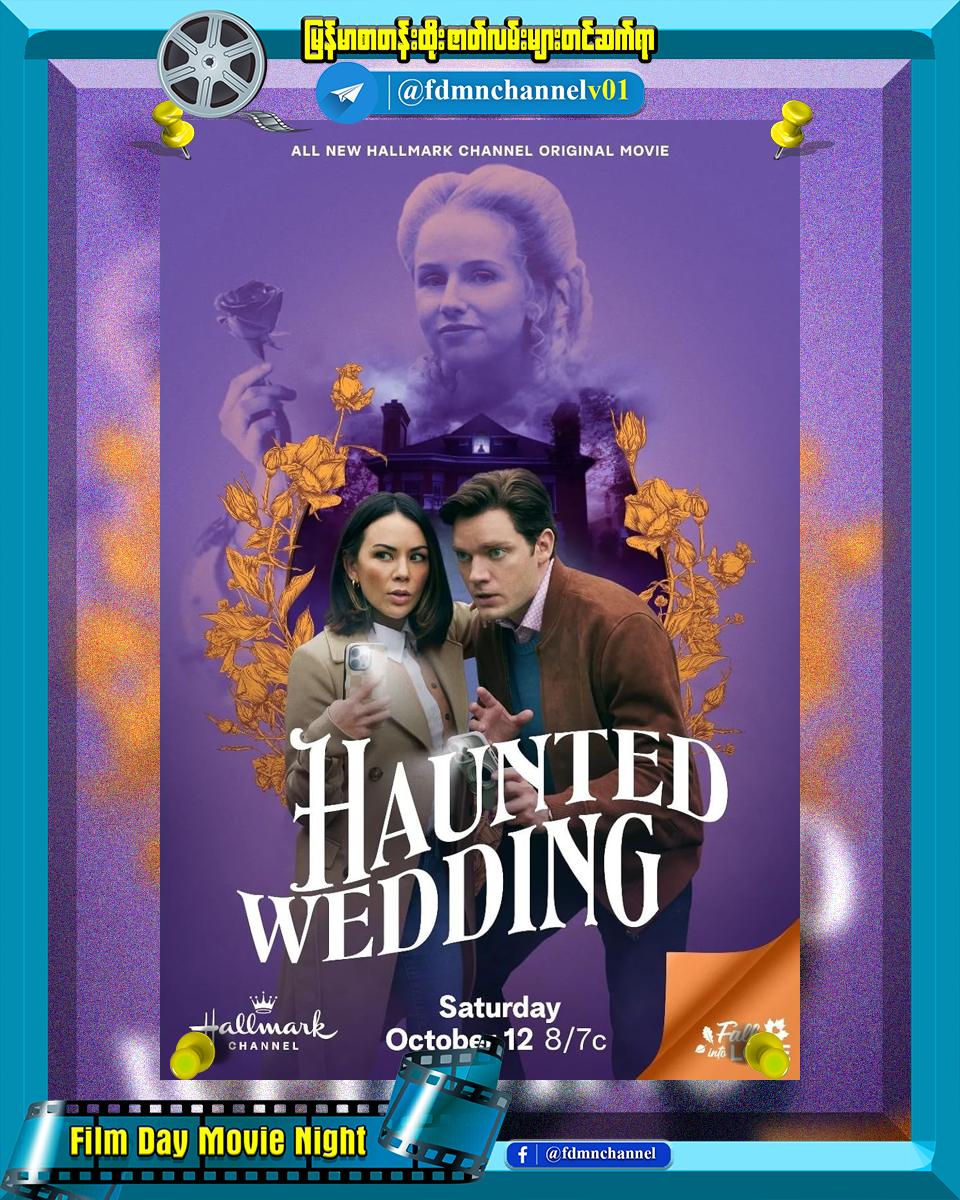 မြန်မာစာတန်းထိုးဇာတ်လမ်းများတင်ဆက်ရာ
@fdmnchannelv01
ALL NEW HALLMARK CHANNEL ORIGINAL MOVIE
HAUNTED
WEDDING
Hallmark
CHANNEL
Saturday
October 12 8/7c
Fall
into
Film Day Movie Night
@fdmnchannel